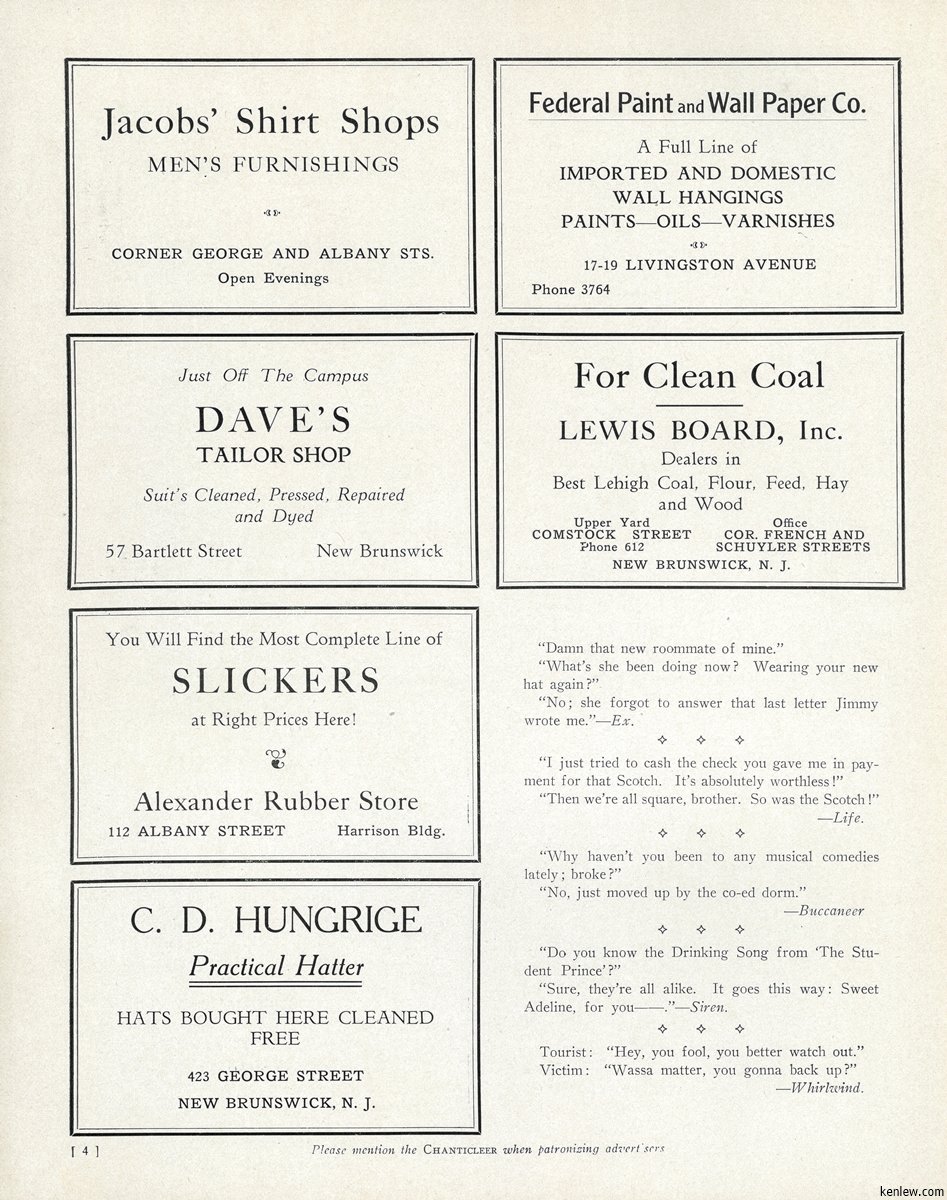 Jacobs' Shirt Shops
MEN'S FURNISHINGS
CORNER GEORGE AND ALBANY STS.
Open Evenings
Federal Paint and Wall Paper Co.
A Full Line of
IMPORTED AND DOMESTIC
WALL HANGINGS
PAINTS—OILS—VARNISHES
17-19 LIVINGSTON AVENUE
Phone 3764
Just Off The Campus
DAVE'S
TAILOR SHOP
Suit's Cleaned, Pressed, Repaired
and Dyed
57 Bartlett Street New Brunswick
For Clean Coal
LEWIS BOARD, Inc.
Dealers in
Best Lehigh Coal, Flour, Feed, Hay
and Wood
Upper Yard Office
COMSTOCK STREET COR. FRENCH AND
Phone 612 SCHUYLER STREETS
NEW BRUNSWICK, N. J.
You Will Find the Most Complete Line of
SLICKERS
at Right Prices Here!
Alexander Rubber Store
112 ALBANY STREET Harrison Bldg.
C. D. HUNGRIGE
Practical Hatter
HATS BOUGHT HERE CLEANED
FREE
423 GEORGE STREET
NEW BRUNSWICK, N. J.
"Damn that new roommate of mine."
"What's she been doing now? Wearing your new
hat again?"
"No; she forgot to answer that last letter Jimmy
wrote me."—Ex.
"I just tried to cash the check you gave me in pay-
ment for that Scotch. It's absolutely worthless!"
"Then we're all square, brother. So was the Scotch!"
—Life.
"Why haven't you been to any musical comedies
lately; broke?"
"No, just moved up by the co-ed dorm."
—Buccaneer
"Do you know the Drinking Song from 'The Stu-
dent Prince'?"
"Sure, they're all alike. It goes this way: Sweet
Adeline, for you——."—Siren.
Tourist: "Hey, you fool, you better watch out."
Victim: "Wassa matter, you gonna back up?"
—Whirlwind.
[ 4 ]
Please mention the CHANTICLEER when patronizing advertisers
kenlew.com